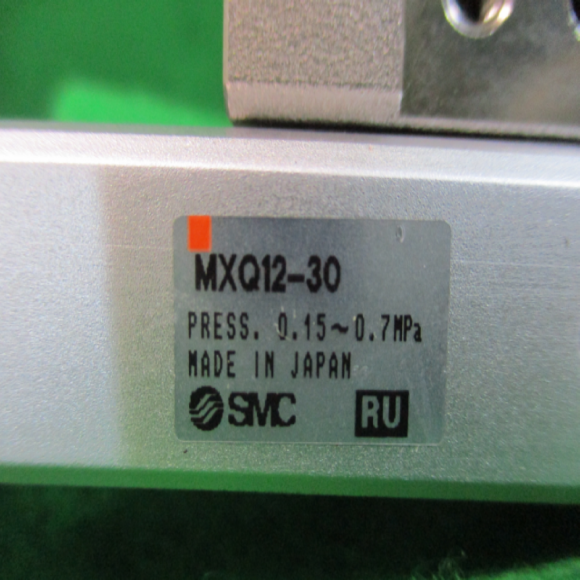 MXQ12-30
PRESS. 0.15~0.7MPa
MADE IN JAPAN
SMC RU